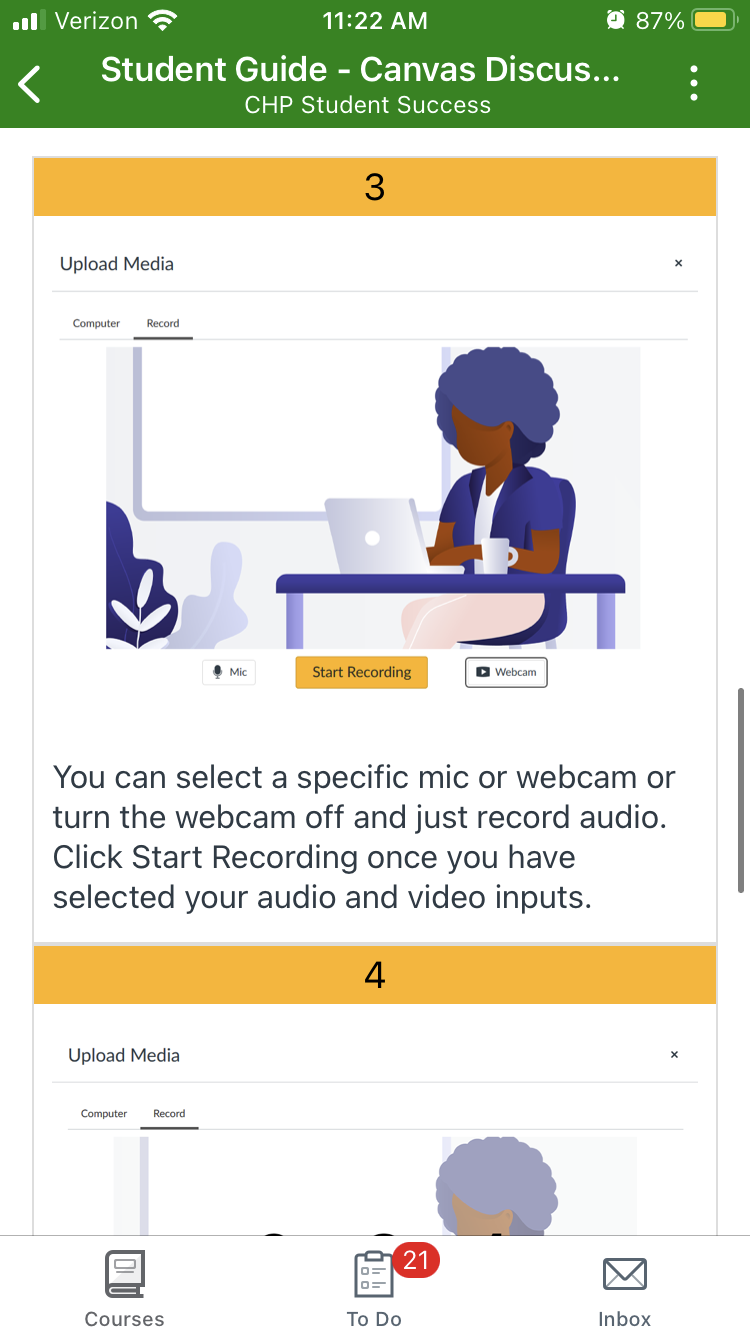 Verizon 11:22 AM 87%
Student Guide - Canvas Discus...
CHP Student Success
3
Upload Media ×
Computer Record
Mic Start Recording Webcam
You can select a specific mic or webcam or
turn the webcam off and just record audio.
Click Start Recording once you have
selected your audio and video inputs.
4
Upload Media ×
Computer Record
21
Courses To Do Inbox